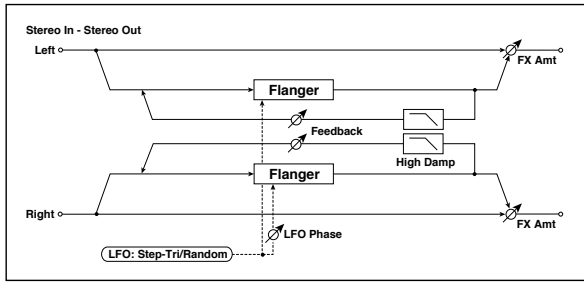 Stereo In - Stereo Out
Left
FX Amt
Flanger
Feedback
High Damp
Flanger
Right
FX Amt
LFO Phase
LFO: Step-Tri/Random